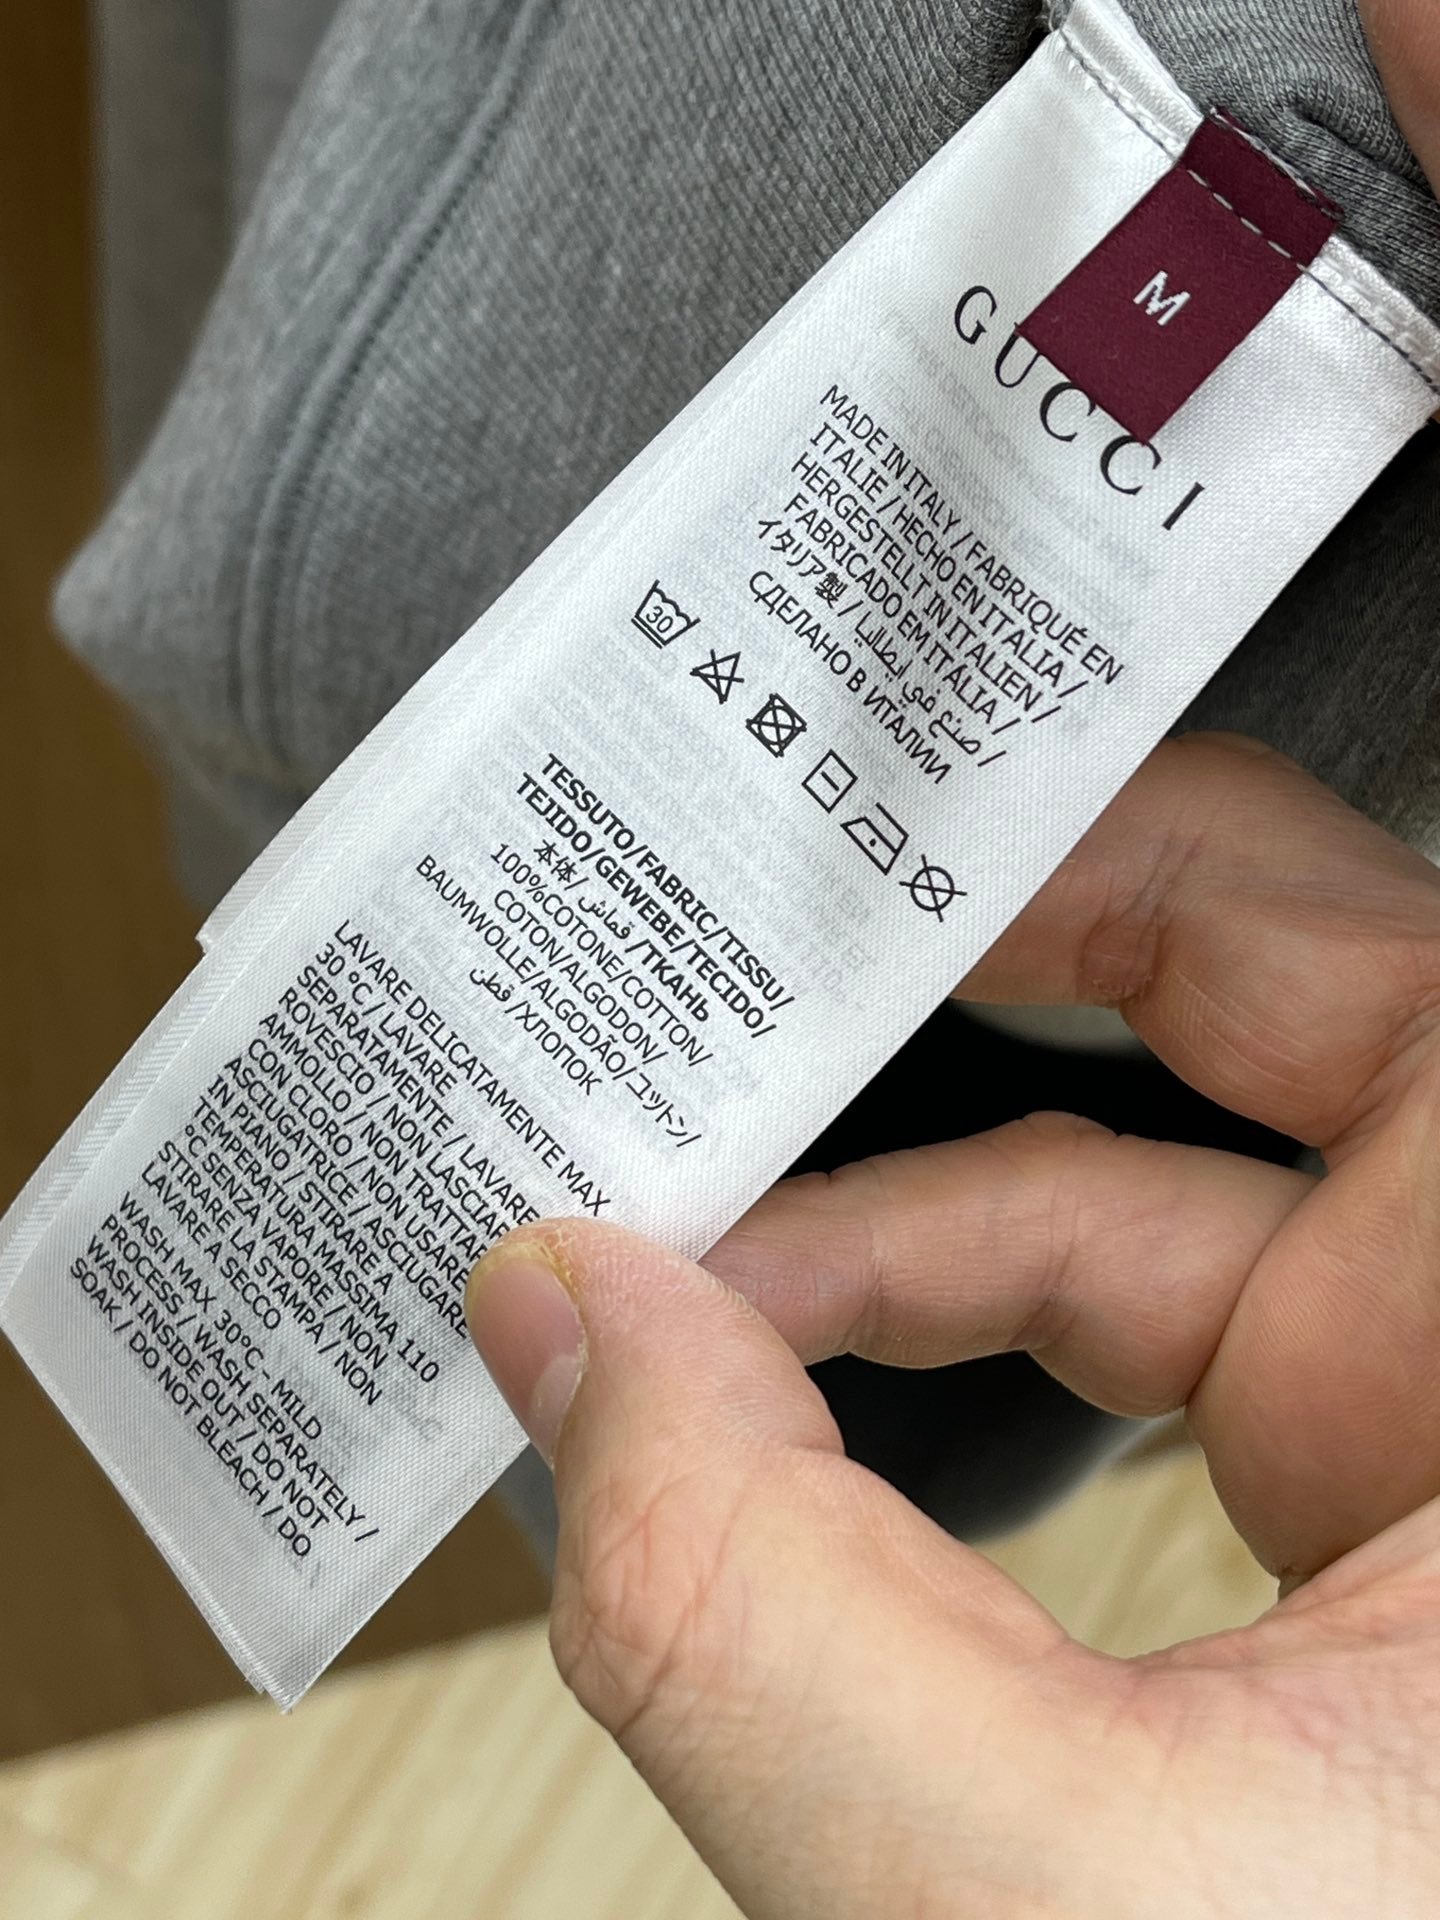 M
GUCCI
MADE IN ITALY / FABRIQUÉ EN
ITALIE / HECHO EN ITALIA /
HERGESTELLT IN ITALIEN /
FABRICADO EM ITÁLIA /
イタリア製 / صنع في ايطاليا /
СДЕЛАНО В ИТАЛИИ
30
TESSUTO/FABRIC/TISSU/
TEJIDO/GEWEBE/TECIDO/
本体/ قماش /ТКАНЬ
100%COTONE/COTTON/
COTON/ALGODON/
BAUMWOLLE/ALGODÃO/コットン/
قطن /ХЛОПОК
LAVARE DELICATAMENTE MAX
30 °C / LAVARE
SEPARATAMENTE / LAVARE
ROVESCIO / NON LASCIAR
AMMOLLO / NON TRATTAR
CON CLORO / NON USARE
ASCIUGATRICE / ASCIUGARE
IN PIANO / STIRARE A
TEMPERATURA MASSIMA 110
°C SENZA VAPORE / NON
STIRARE LA STAMPA / NON
LAVARE A SECCO
WASH MAX 30°C - MILD
PROCESS / WASH SEPARATELY /
WASH INSIDE OUT / DO NOT
SOAK / DO NOT BLEACH / DO